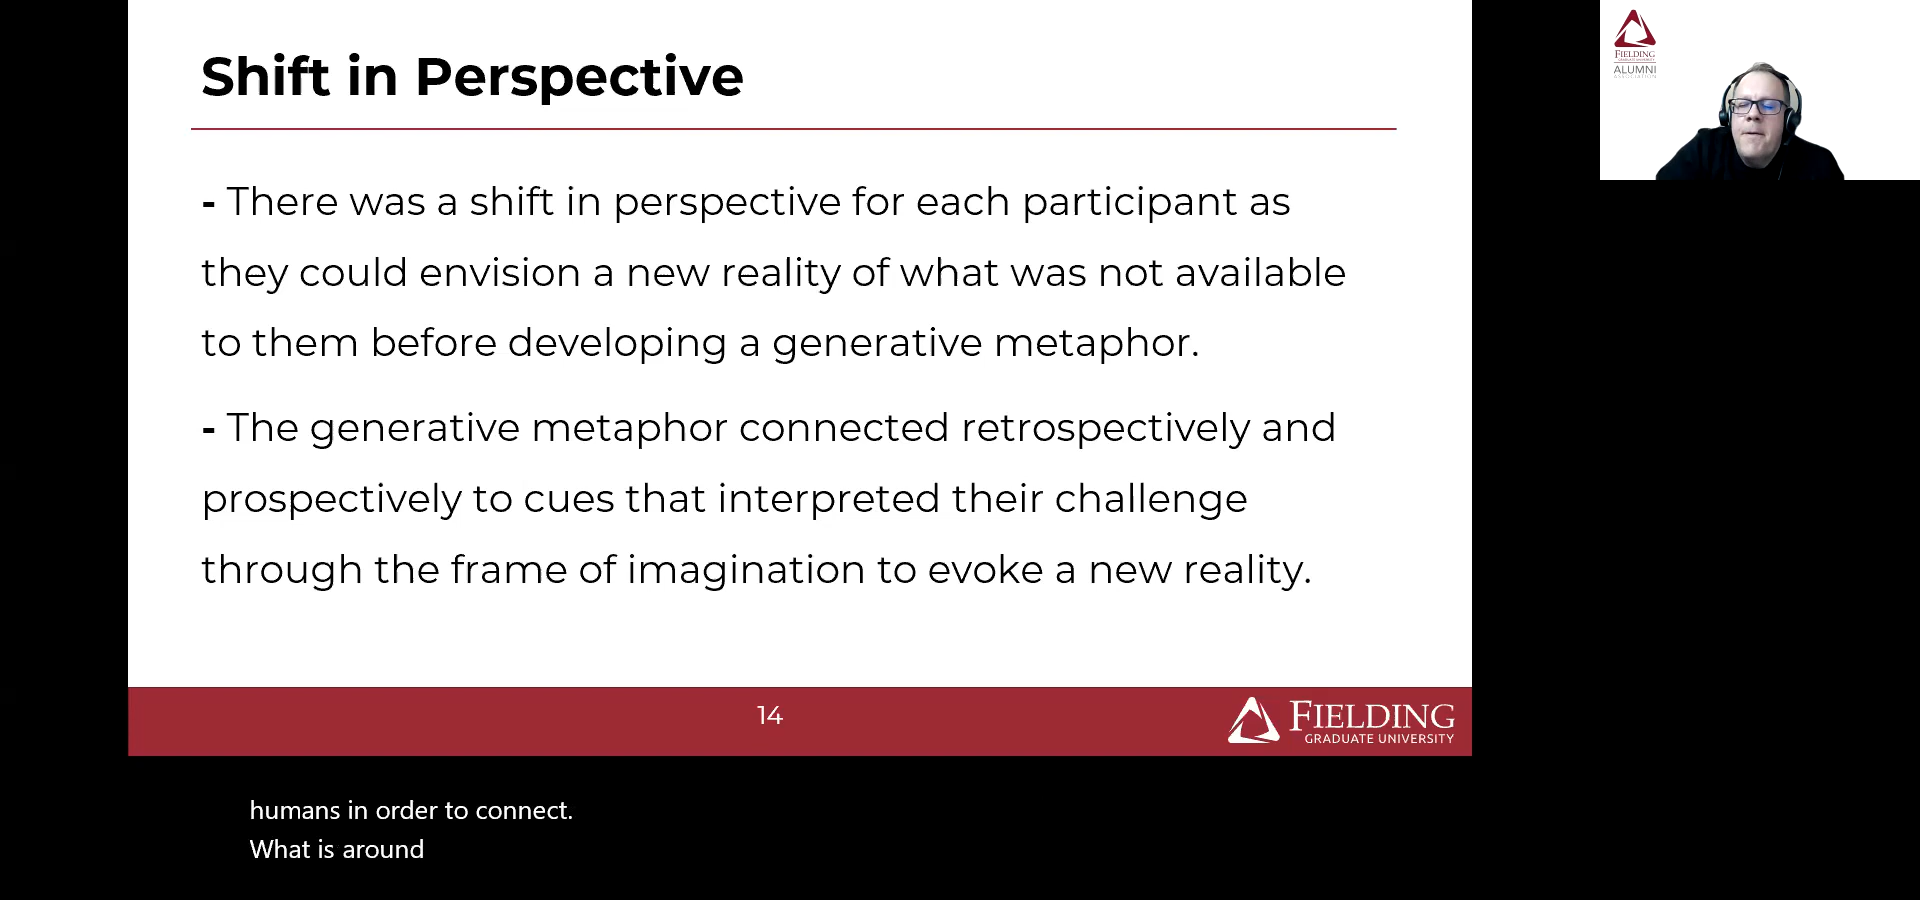 Shift in Perspective
- There was a shift in perspective for each participant as
they could envision a new reality of what was not available
to them before developing a generative metaphor.
- The generative metaphor connected retrospectively and
prospectively to cues that interpreted their challenge
through the frame of imagination to evoke a new reality.
14
FIELDING
GRADUATE UNIVERSITY
FIELDING
GRADUATE UNIVERSITY
ALUMNI
ASSOCIATION
humans in order to connect.
What is around